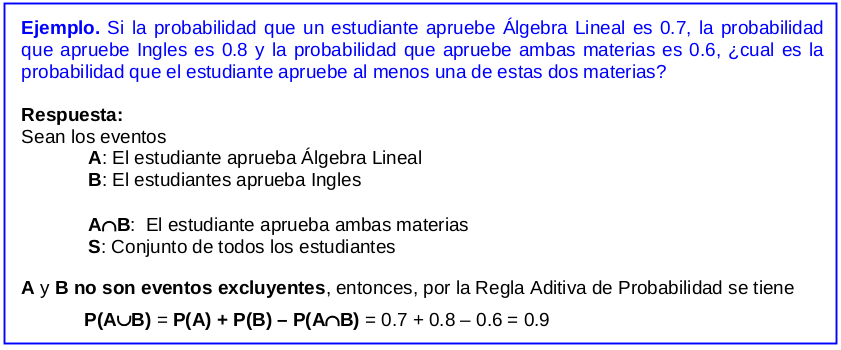 Ejemplo. Si la probabilidad que un estudiante apruebe Álgebra Lineal es 0.7, la probabilidad
que apruebe Ingles es 0.8 y la probabilidad que apruebe ambas materias es 0.6, ¿cual es la
probabilidad que el estudiante apruebe al menos una de estas dos materias?
Respuesta:
Sean los eventos
A: El estudiante aprueba Álgebra Lineal
B: El estudiantes aprueba Ingles
A∩B: El estudiante aprueba ambas materias
S: Conjunto de todos los estudiantes
A y B no son eventos excluyentes, entonces, por la Regla Aditiva de Probabilidad se tiene
P(A∪B) = P(A) + P(B) – P(A∩B) = 0.7 + 0.8 – 0.6 = 0.9